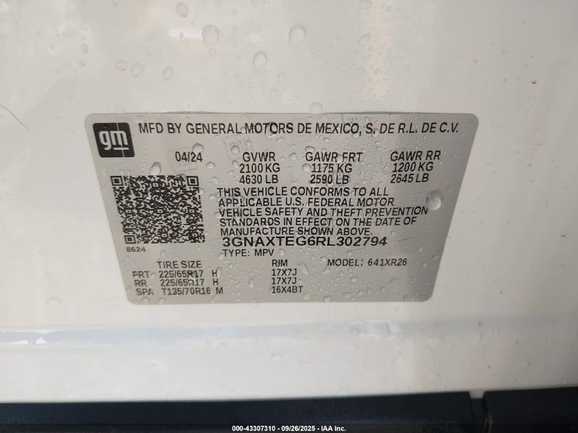 gm
MFD BY GENERAL MOTORS DE MEXICO, S. DE R.L. DE C.V.
04/24 GVWR GAWR FRT GAWR RR
2100 KG 1175 KG 1200 KG
4630 LB 2590 LB 2645 LB
THIS VEHICLE CONFORMS TO ALL
APPLICABLE U.S. FEDERAL MOTOR
VEHICLE SAFETY AND THEFT PREVENTION
STANDARDS IN EFFECT ON THE DATE OF
MANUFACTURE SHOWN ABOVE.
8624 3GNAXTEG6RL302794
TYPE: MPV MODEL: 641XR26
TIRE SIZE RIM
FRT 225/65R17 H 17X7J
RR 225/65R17 H 17X7J
SPA T135/70R16 M 16X4BT
000-43307310 - 09/26/2025 - IAA Inc.